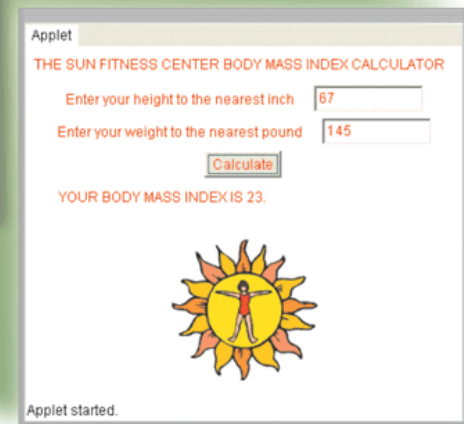 Applet
THE SUN FITNESS CENTER BODY MASS INDEX CALCULATOR
Enter your height to the nearest inch 67
Enter your weight to the nearest pound 145
Calculate
YOUR BODY MASS INDEX IS 23.
Applet started.